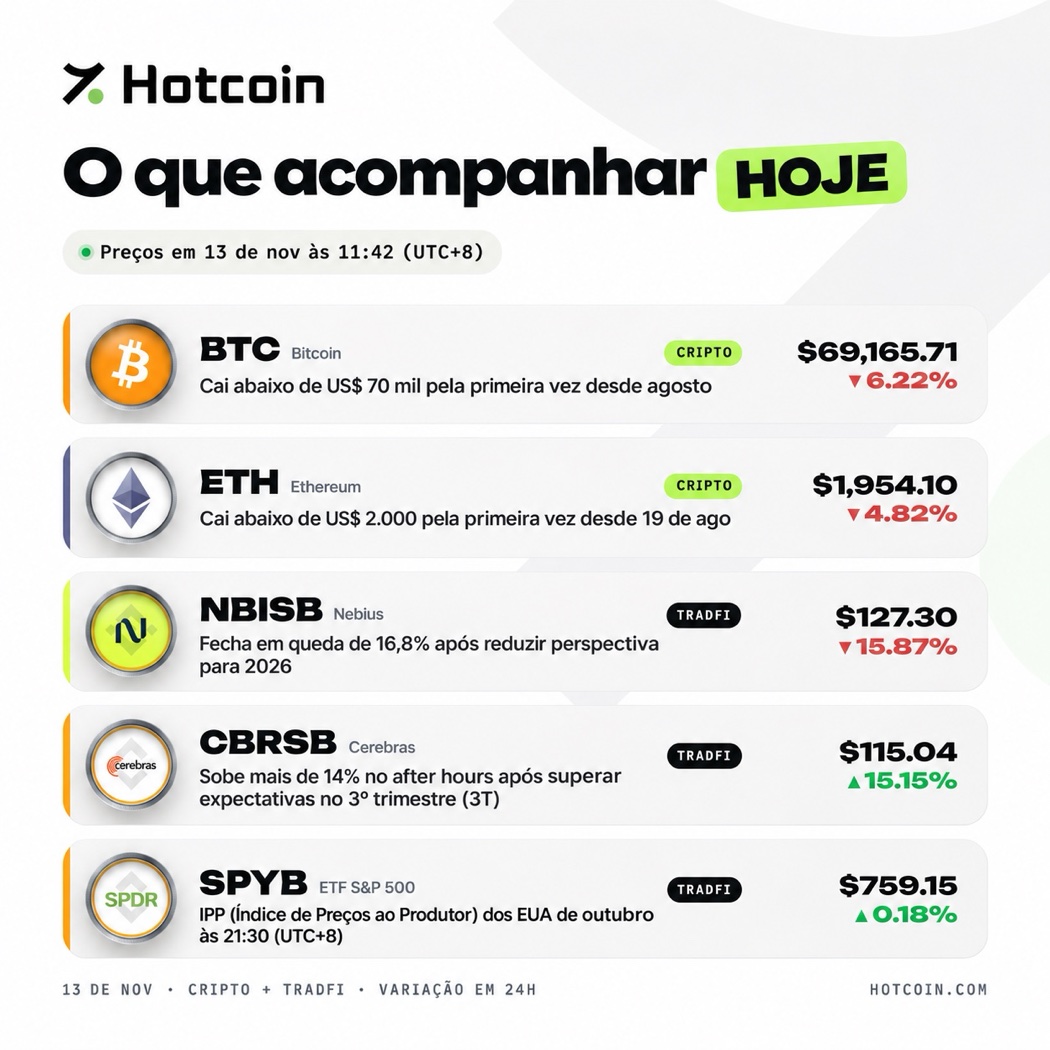 Hotcoin
O que acompanhar HOJE
Preços em 13 de nov às 11:42 (UTC+8)
BTC Bitcoin CRIPTO $69,165.71
Cai abaixo de US$ 70 mil pela primeira vez desde agosto ▼6.22%
ETH Ethereum CRIPTO $1,954.10
Cai abaixo de US$ 2.000 pela primeira vez desde 19 de ago ▼4.82%
NBISB Nebius TRADFI $127.30
Fecha em queda de 16,8% após reduzir perspectiva ▼15.87%
para 2026
cerebras
CBRSB Cerebras TRADFI $115.04
Sobe mais de 14% no after hours após superar ▲15.15%
expectativas no 3º trimestre (3T)
SPDR
SPYB ETF S&P 500 TRADFI $759.15
IPP (Índice de Preços ao Produtor) dos EUA de outubro ▲0.18%
às 21:30 (UTC+8)
13 DE NOV • CRIPTO + TRADFI • VARIAÇÃO EM 24H HOTCOIN.COM